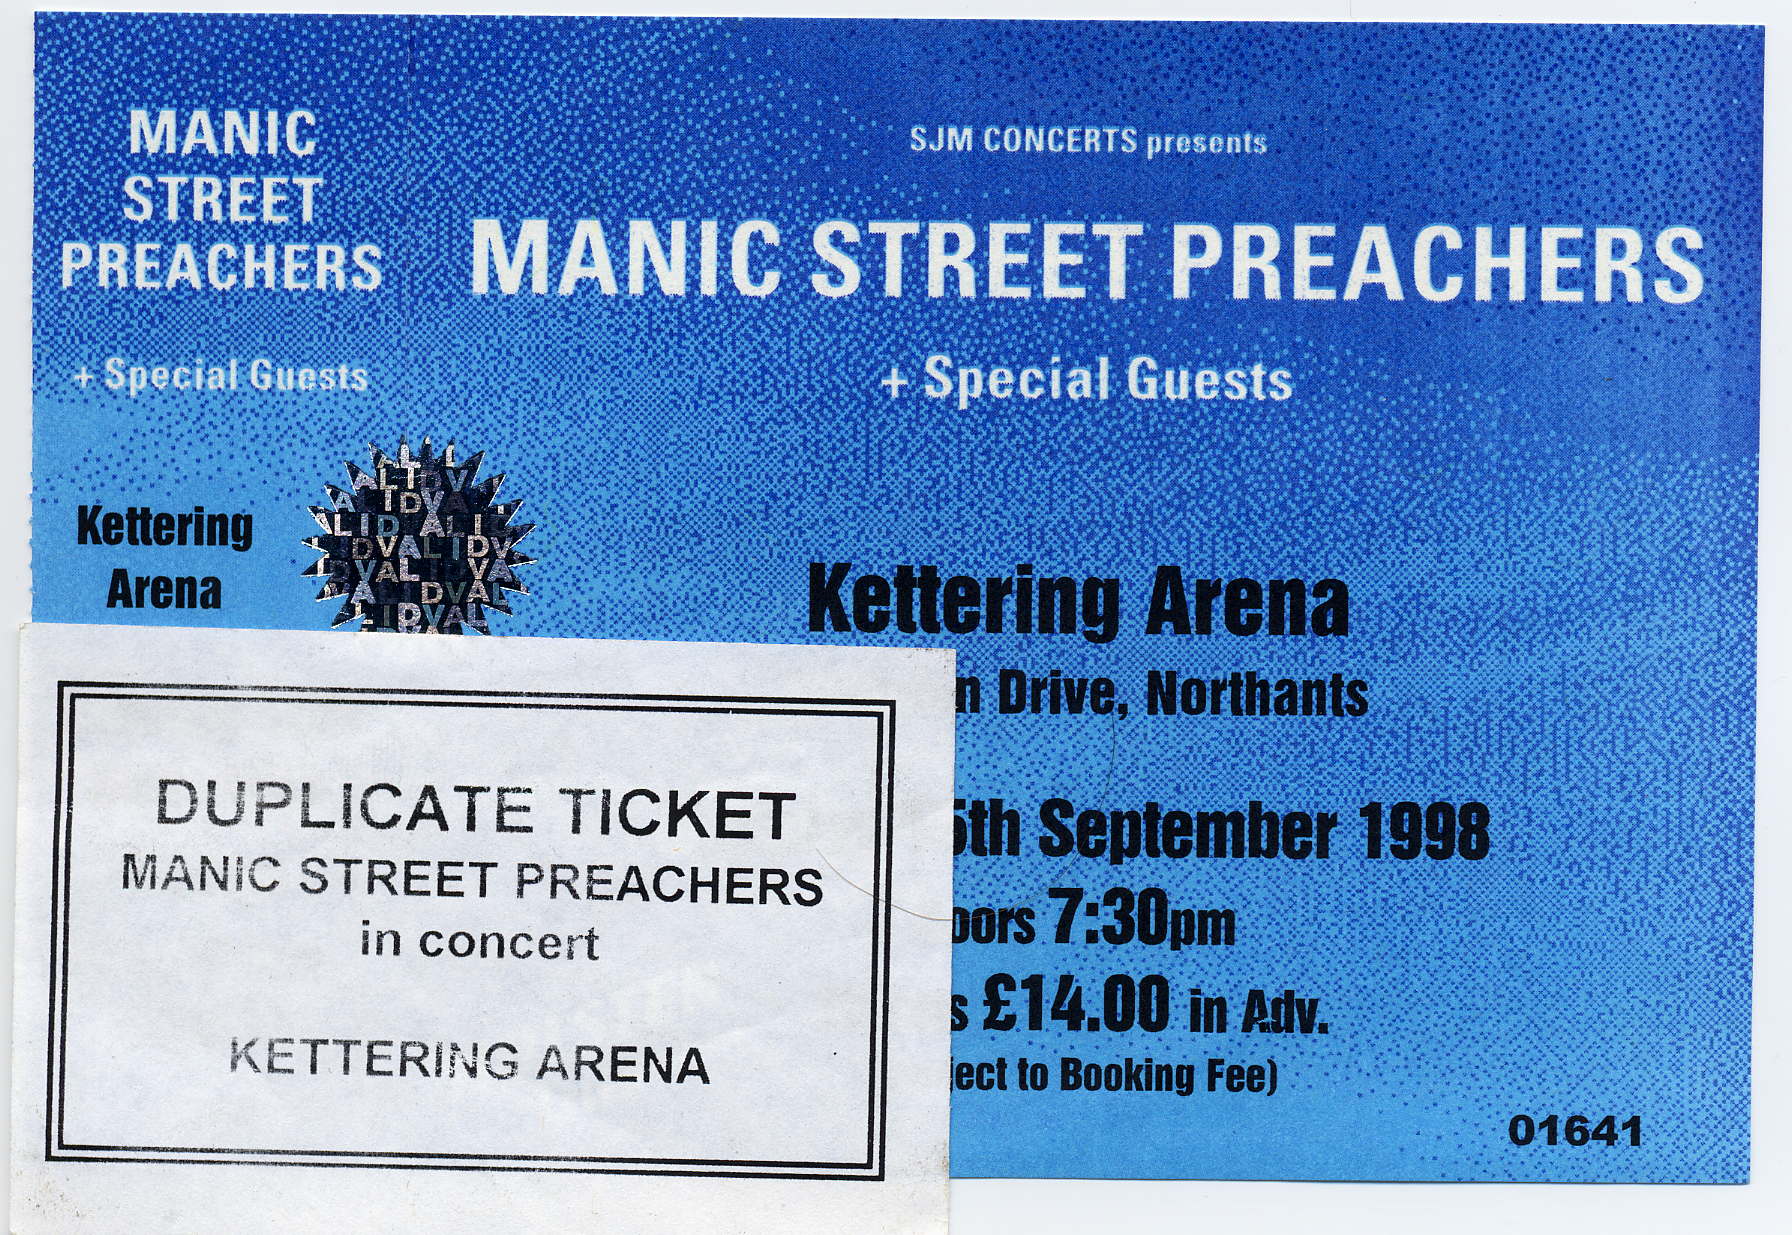 MANIC
STREET
PREACHERS
+ Special Guests
Kettering
Arena
SJM CONCERTS presents
MANIC STREET PREACHERS
+ Special Guests
Kettering Arena
n Drive, Northants
5th September 1998
oors 7:30pm
s £14.00 in Adv.
ject to Booking Fee)
01641
DUPLICATE TICKET
MANIC STREET PREACHERS
in concert
KETTERING ARENA
VALID